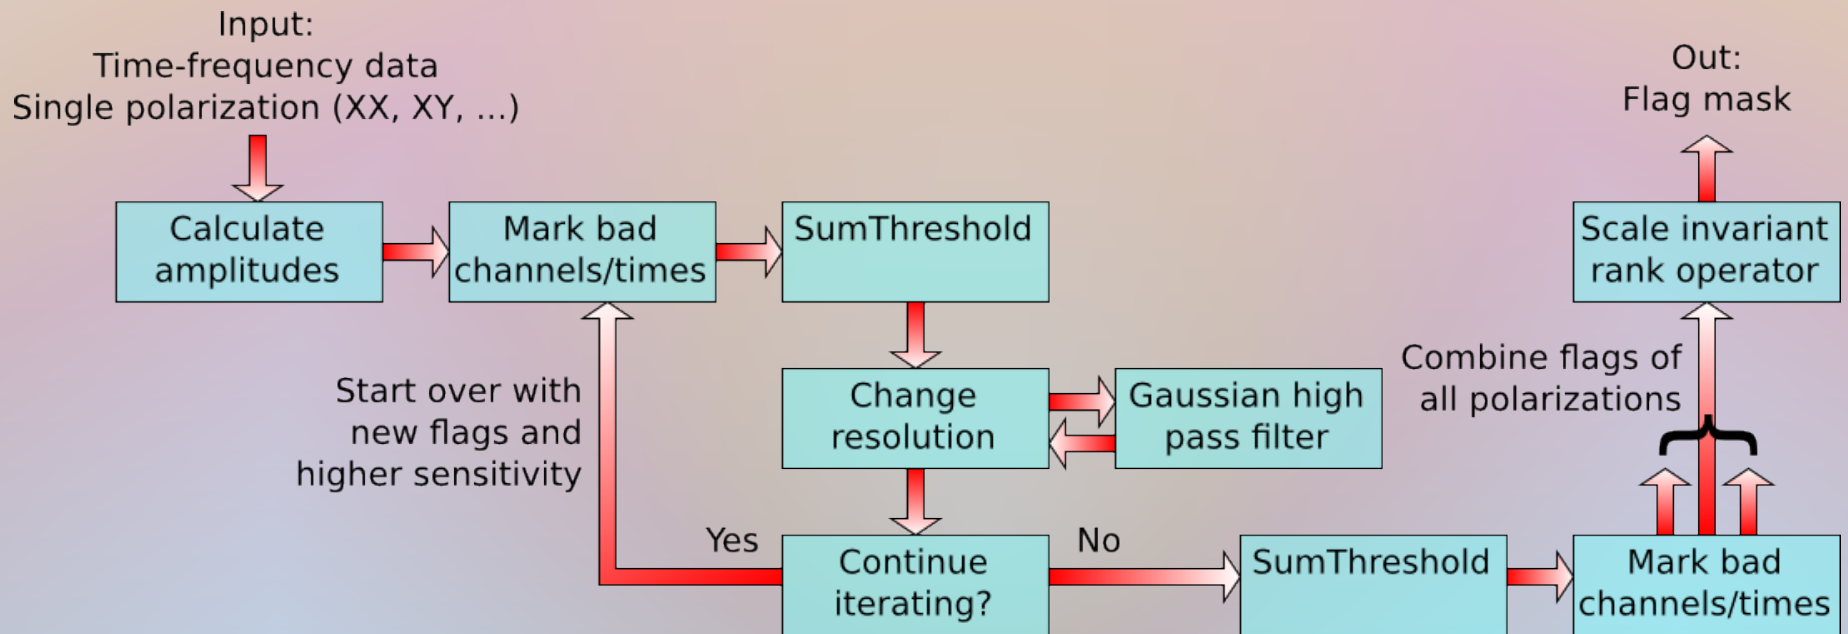 Input:
Time-frequency data
Single polarization (XX, XY, ...)
Out:
Flag mask
Calculate
amplitudes
Mark bad
channels/times
SumThreshold
Scale invariant
rank operator
Start over with
new flags and
higher sensitivity
Change
resolution
Gaussian high
pass filter
Combine flags of
all polarizations
Yes
Continue
iterating?
No
SumThreshold
Mark bad
channels/times